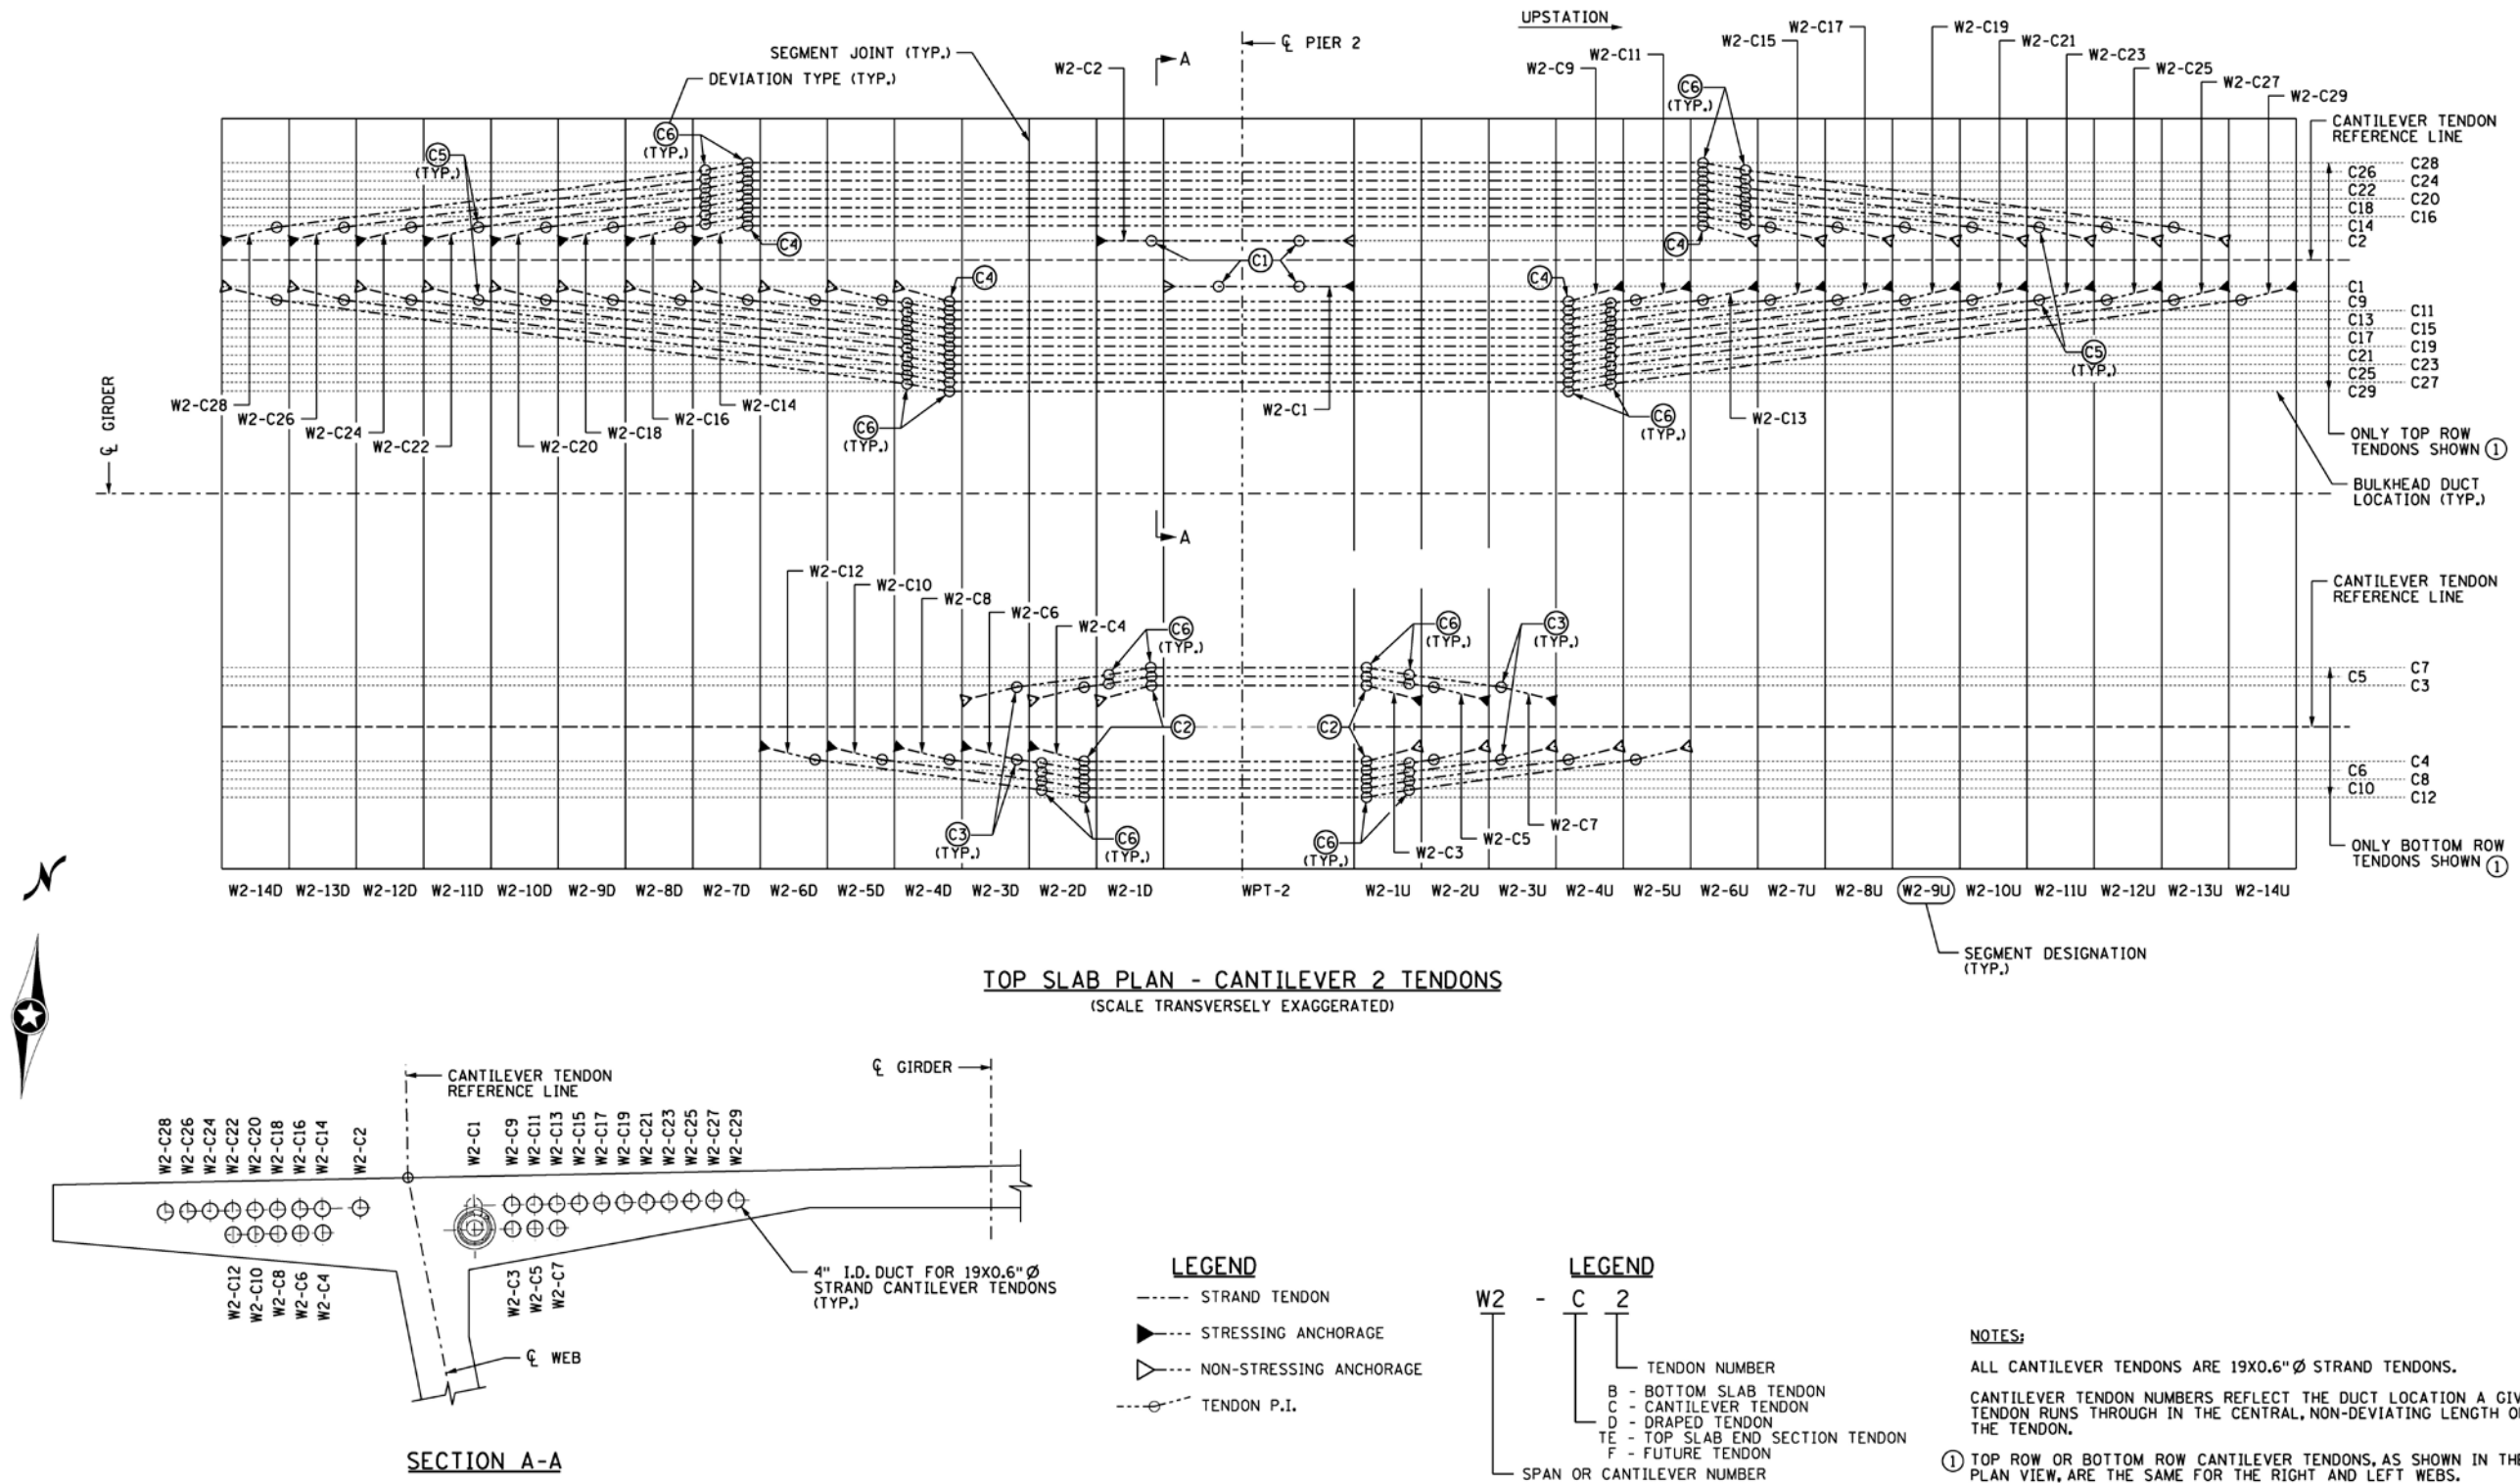 UPSTATION
℄ PIER 2
SEGMENT JOINT (TYP.)
DEVIATION TYPE (TYP.)
W2-C2
A
W2-C9
W2-C11
W2-C15
W2-C17
W2-C19
W2-C21
W2-C23
W2-C25
W2-C27
W2-C29
C6
(TYP.)
C6
(TYP.)
C5
(TYP.)
C4
C4
C1
C4
C4
CANTILEVER TENDON
REFERENCE LINE
C28
C26
C24
C22
C20
C18
C16
C14
C2
C1
C9
C11
C13
C15
C17
C19
C21
C23
C25
C27
C29
C5
(TYP.)
℄ GIRDER
W2-C28
W2-C26
W2-C24
W2-C22
W2-C20
W2-C18
W2-C16
W2-C14
C6
(TYP.)
W2-C1
C6
(TYP.)
W2-C13
ONLY TOP ROW
TENDONS SHOWN 1
BULKHEAD DUCT
LOCATION (TYP.)
A
W2-C12
W2-C10
W2-C8
W2-C6
W2-C4
C6
(TYP.)
C6
(TYP.)
C3
(TYP.)
CANTILEVER TENDON
REFERENCE LINE
C7
C5
C3
C2
C2
C4
C6
C8
C10
C12
C3
(TYP.)
C6
(TYP.)
C6
(TYP.)
W2-C3
W2-C5
W2-C7
ONLY BOTTOM ROW
TENDONS SHOWN 1
N
W2-14D W2-13D W2-12D W2-11D W2-10D W2-9D W2-8D W2-7D W2-6D W2-5D W2-4D W2-3D W2-2D W2-1D WPT-2 W2-1U W2-2U W2-3U W2-4U W2-5U W2-6U W2-7U W2-8U W2-9U W2-10U W2-11U W2-12U W2-13U W2-14U
SEGMENT DESIGNATION
(TYP.)
TOP SLAB PLAN - CANTILEVER 2 TENDONS
(SCALE TRANSVERSELY EXAGGERATED)
CANTILEVER TENDON
REFERENCE LINE
℄ GIRDER
W2-C28
W2-C26
W2-C24
W2-C22
W2-C20
W2-C18
W2-C16
W2-C14
W2-C2
W2-C1
W2-C9
W2-C11
W2-C13
W2-C15
W2-C17
W2-C19
W2-C21
W2-C23
W2-C25
W2-C27
W2-C29
W2-C12
W2-C10
W2-C8
W2-C6
W2-C4
W2-C3
W2-C5
W2-C7
4" I.D. DUCT FOR 19X0.6"Ø
STRAND CANTILEVER TENDONS
(TYP.)
℄ WEB
SECTION A-A
LEGEND
STRAND TENDON
STRESSING ANCHORAGE
NON-STRESSING ANCHORAGE
TENDON P.I.
LEGEND
W2 - C 2
TENDON NUMBER
B - BOTTOM SLAB TENDON
C - CANTILEVER TENDON
D - DRAPED TENDON
TE - TOP SLAB END SECTION TENDON
F - FUTURE TENDON
SPAN OR CANTILEVER NUMBER
NOTES:
ALL CANTILEVER TENDONS ARE 19X0.6"Ø STRAND TENDONS.
CANTILEVER TENDON NUMBERS REFLECT THE DUCT LOCATION A GIV
TENDON RUNS THROUGH IN THE CENTRAL, NON-DEVIATING LENGTH O
THE TENDON.
1 TOP ROW OR BOTTOM ROW CANTILEVER TENDONS, AS SHOWN IN THE
PLAN VIEW, ARE THE SAME FOR THE RIGHT AND LEFT WEBS.